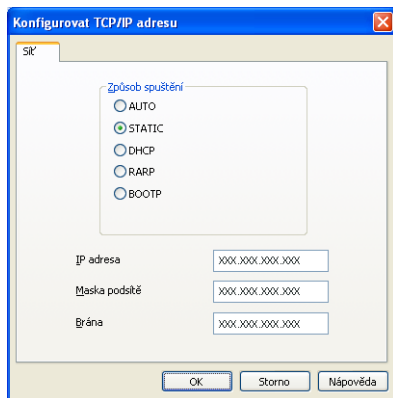 Konfigurovat TCP/IP adresu
Síť
Způsob spuštění
AUTO
STATIC
DHCP
RARP
BOOTP
IP adresa XXX.XXX.XXX.XXX
Maska podsítě XXX.XXX.XXX.XXX
Brána XXX.XXX.XXX.XXX
OK Storno Nápověda